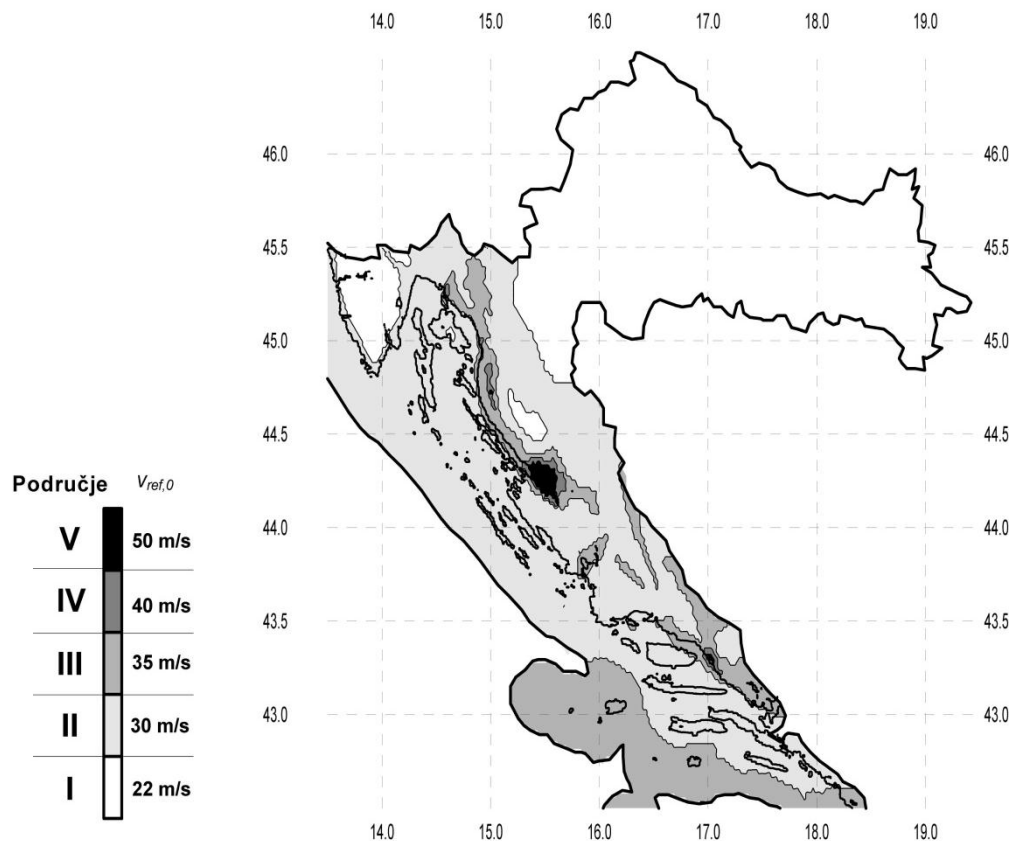 14.0 15.0 16.0 17.0 18.0 19.0
46.0 46.0
45.5 45.5
45.0 45.0
44.5 44.5
44.0 44.0
43.5 43.5
43.0 43.0
14.0 15.0 16.0 17.0 18.0 19.0
Područje Vref,0
V 50 m/s
IV 40 m/s
III 35 m/s
II 30 m/s
I 22 m/s